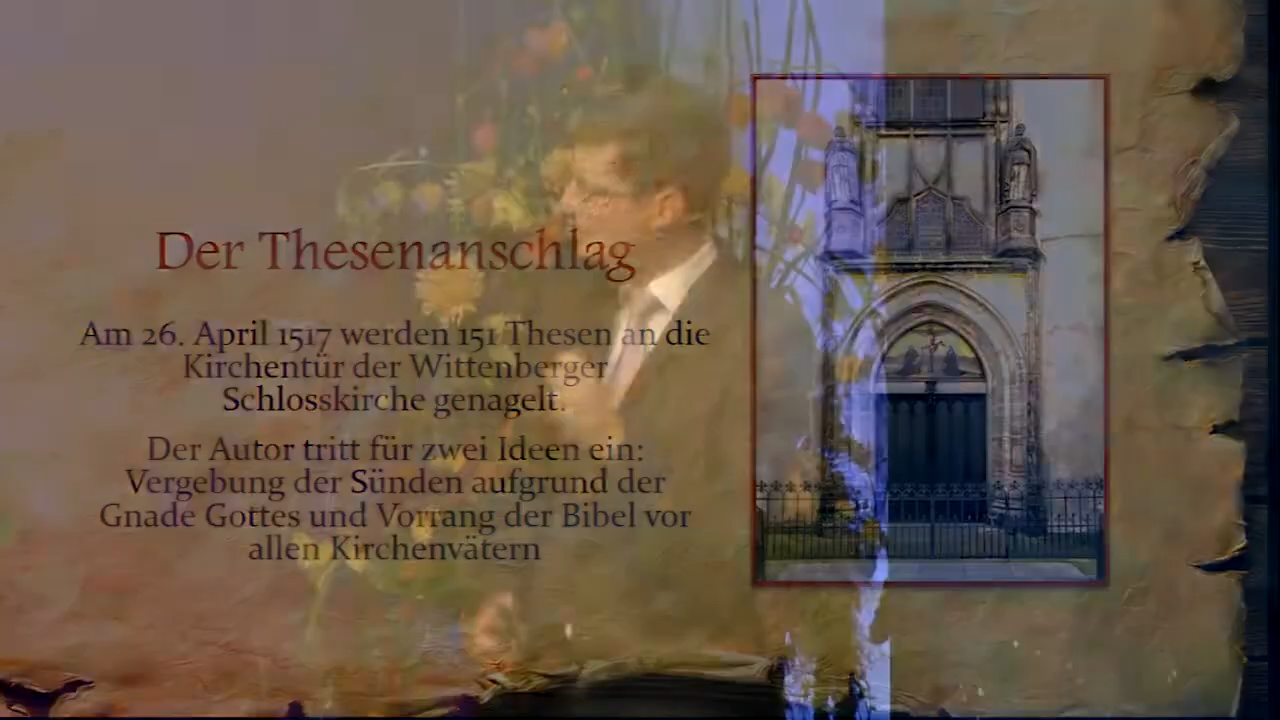 Der Thesenanschlag
Am 26. April 1517 werden 151 Thesen an die
Kirchentür der Wittenberger
Schlosskirche genagelt.
Der Autor tritt für zwei Ideen ein:
Vergebung der Sünden aufgrund der
Gnade Gottes und Vorrang der Bibel vor
allen Kirchenvätern